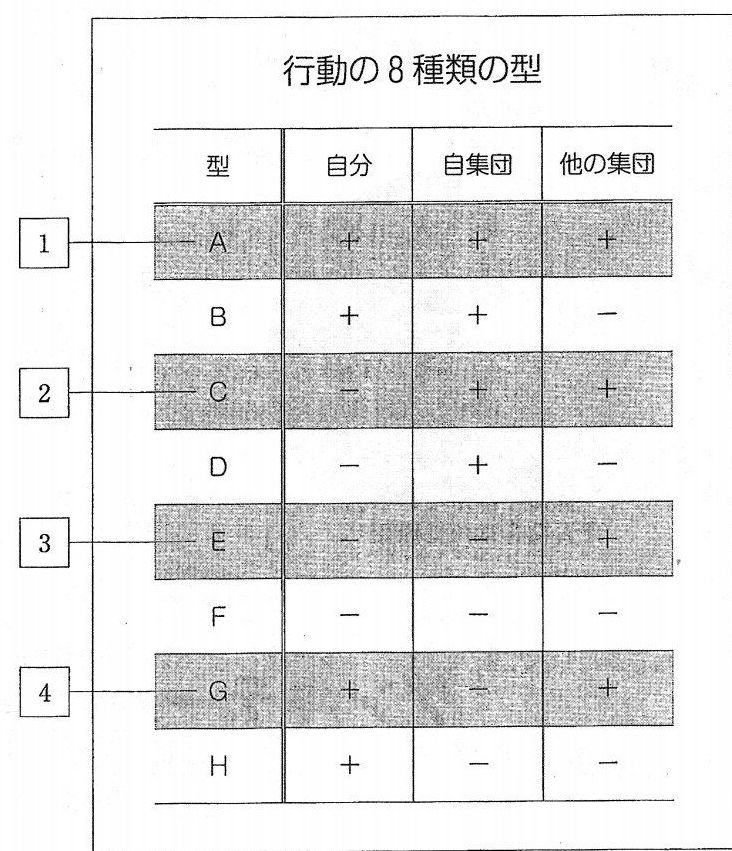 行動の8種類の型
型 自分 自集団 他の集団
1 A + + +
B + + −
2 C − + +
D − + −
3 E − − +
F − − −
4 G + − +
H + − −